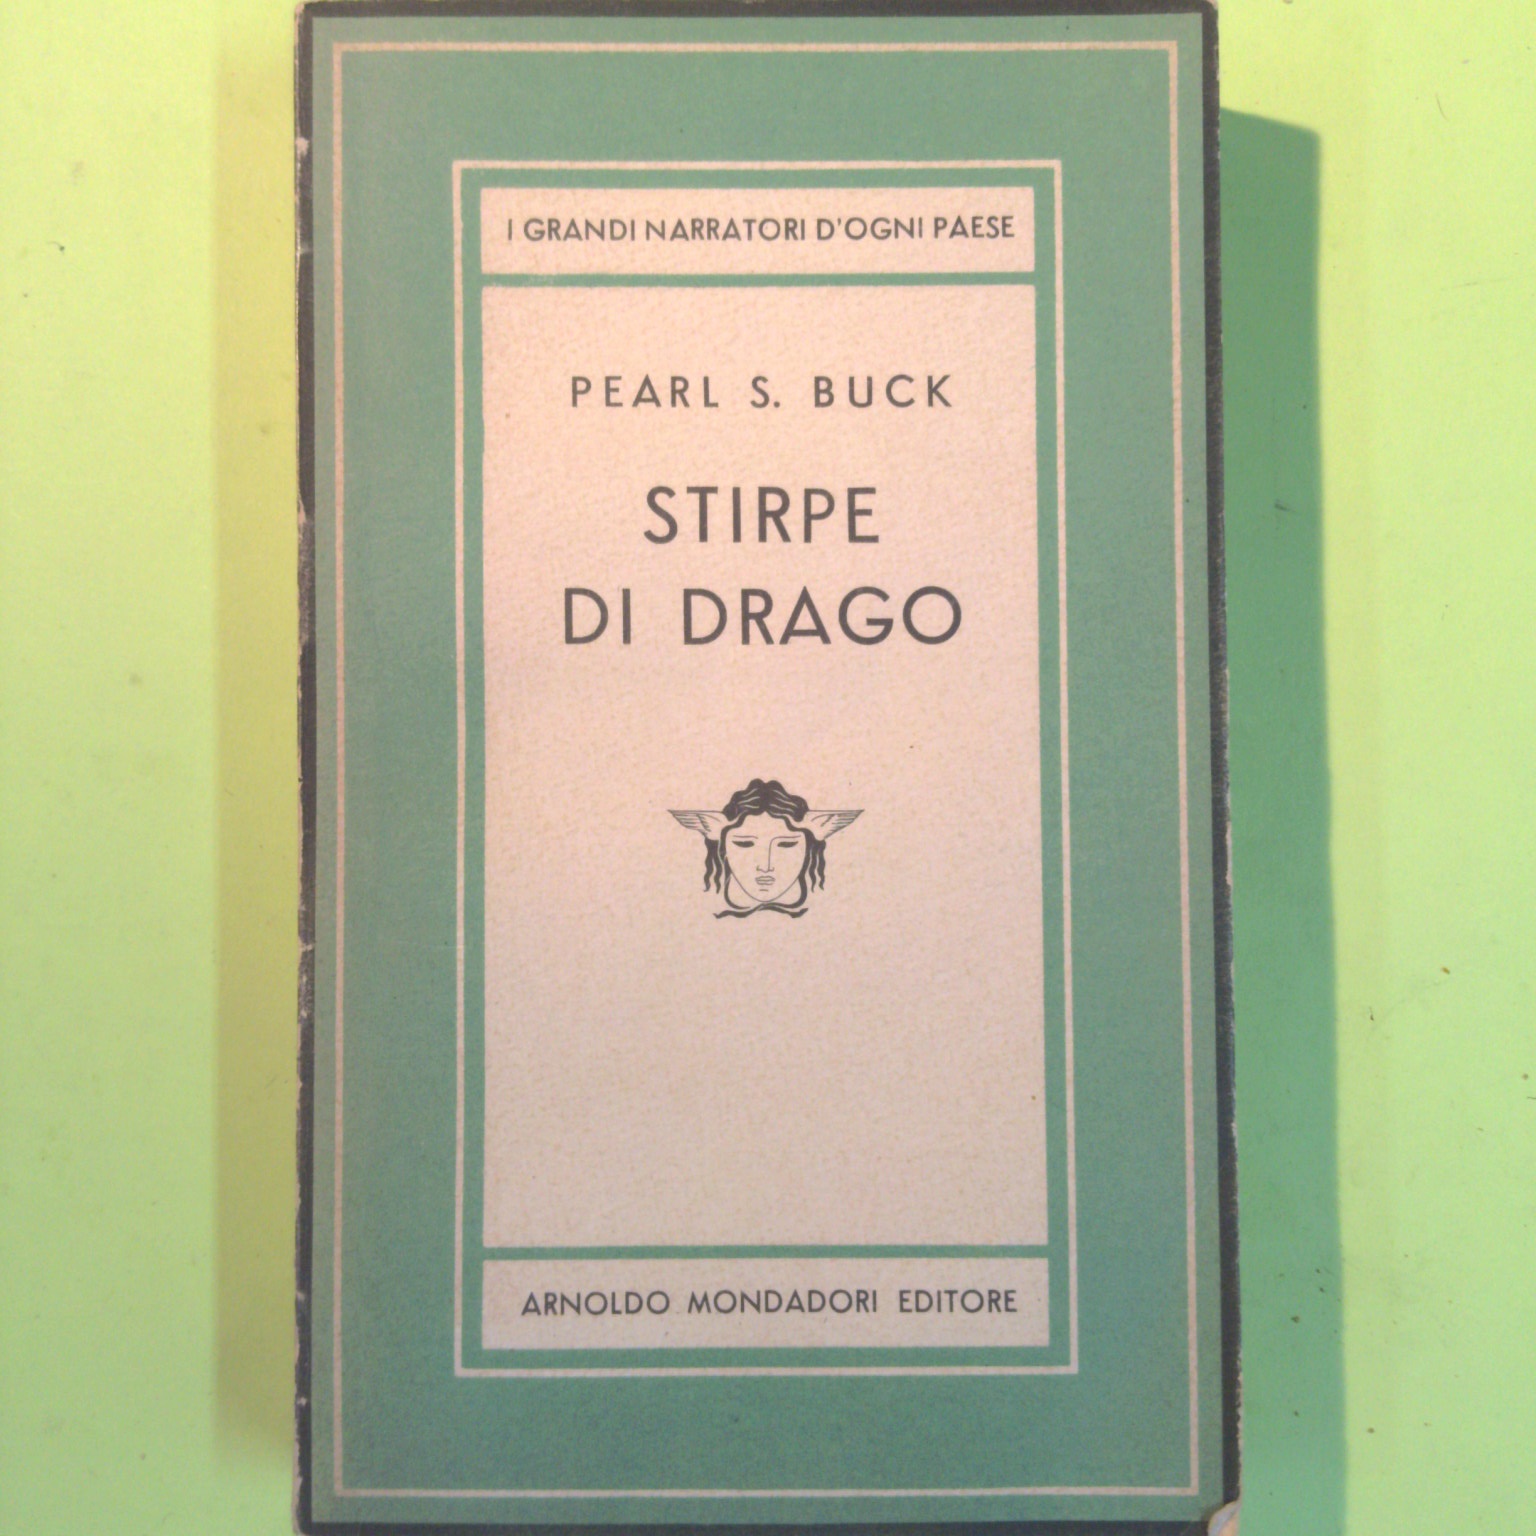 I GRANDI NARRATORI D'OGNI PAESE
PEARL S. BUCK
STIRPE
DI DRAGO
ARNOLDO MONDADORI EDITORE